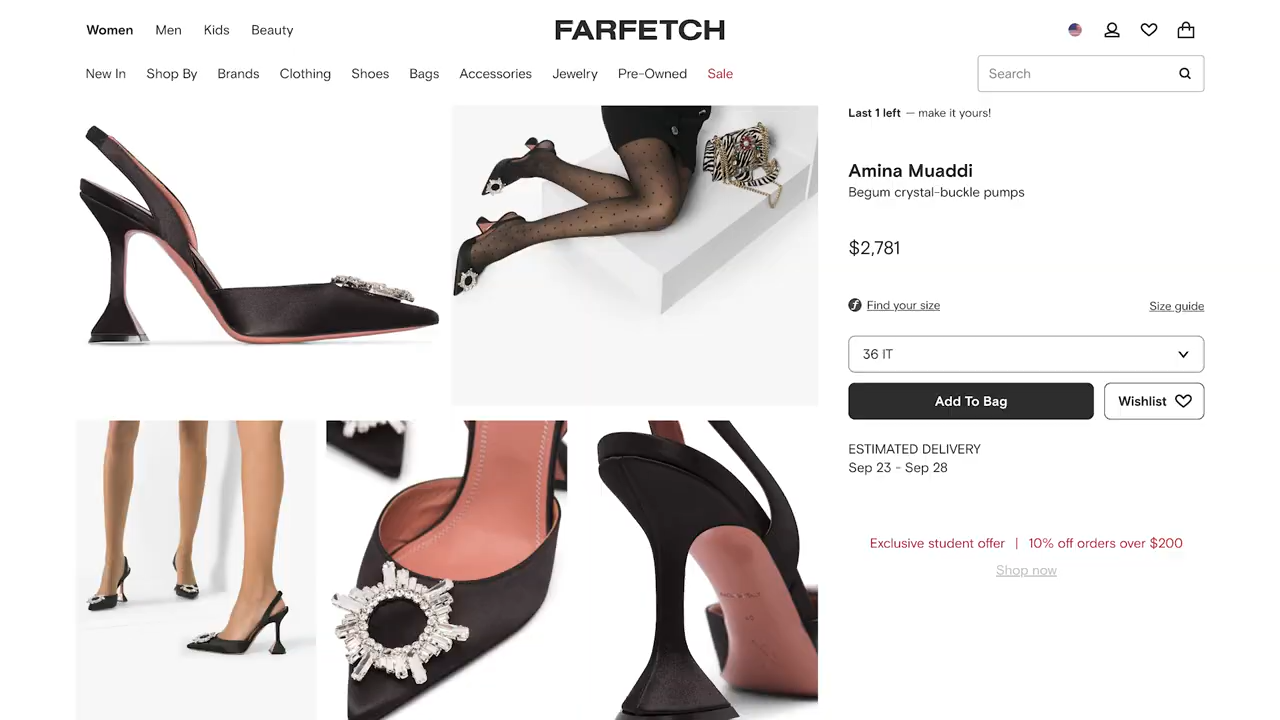 Women Men Kids Beauty
FARFETCH
New In Shop By Brands Clothing Shoes Bags Accessories Jewelry Pre-Owned Sale
Search
Last 1 left — make it yours!
Amina Muaddi
Begum crystal-buckle pumps
$2,781
Find your size
Size guide
36 IT
Add To Bag
Wishlist
ESTIMATED DELIVERY
Sep 23 - Sep 28
Exclusive student offer | 10% off orders over $200
Shop now